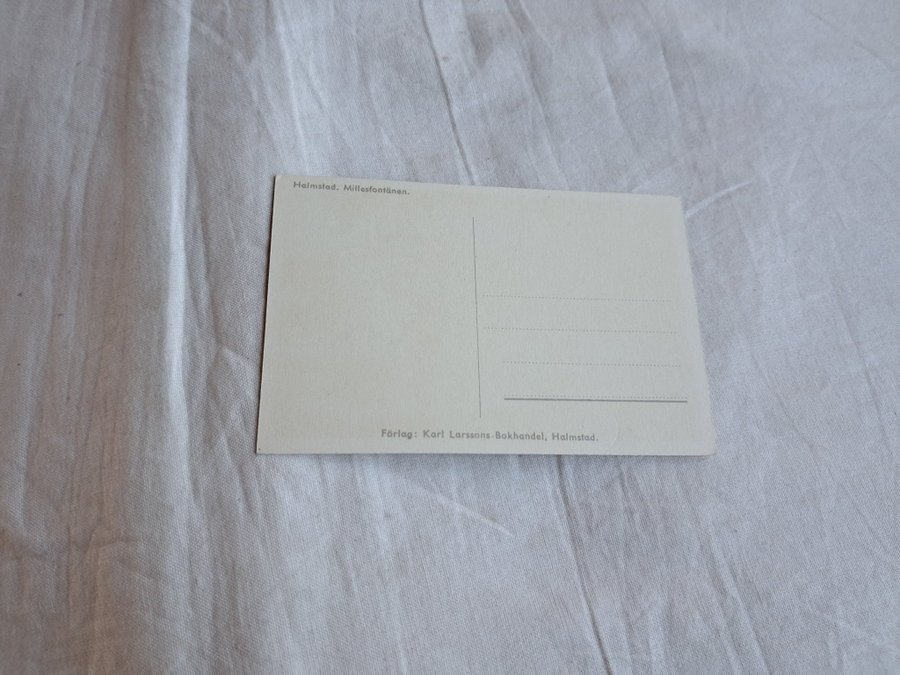 Halmstad. Millesfontänen.
Förlag: Karl Larssons Bokhandel, Halmstad.